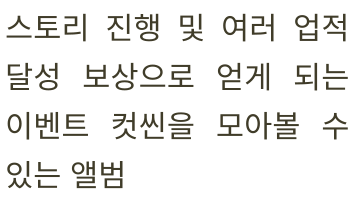 스토리 진행 및 여러 업적
달성 보상으로 얻게 되는
이벤트 컷씬을 모아볼 수
있는 앨범